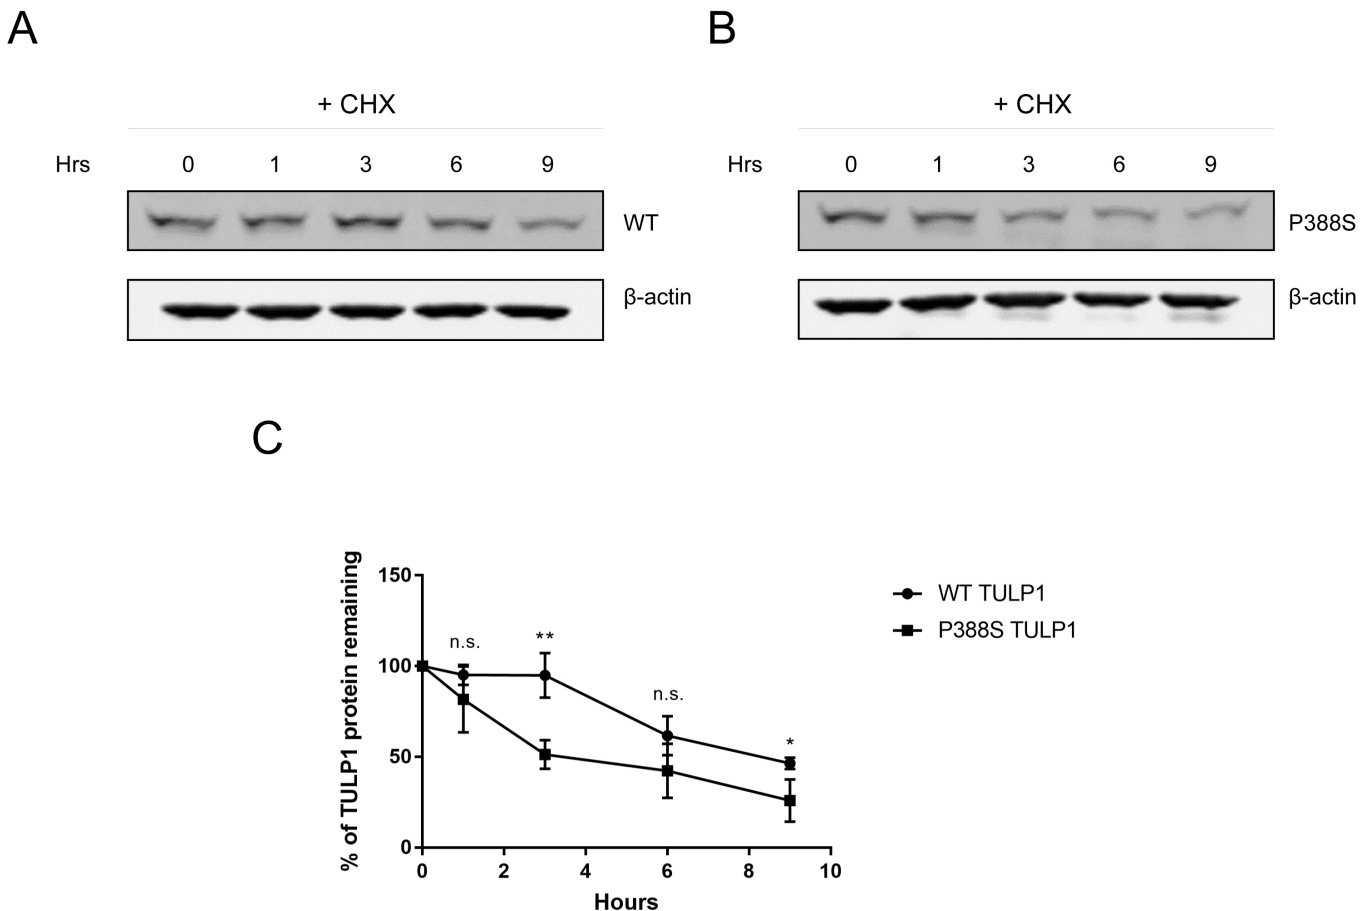 A
+ CHX
Hrs 0 1 3 6 9
WT
β-actin
B
+ CHX
Hrs 0 1 3 6 9
P388S
β-actin
C
% of TULP1 protein remaining
150
100
50
0
n.s.
**
n.s.
*
0 2 4 6 8 10
Hours
WT TULP1
P388S TULP1